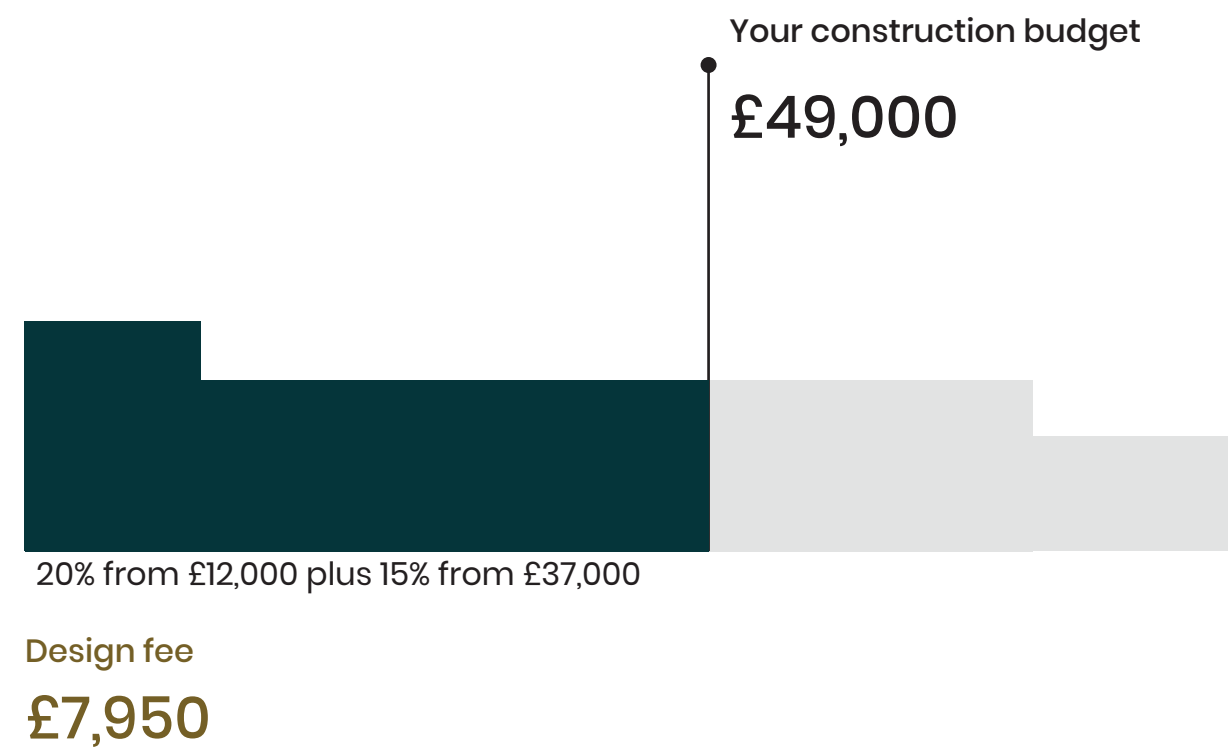 Your construction budget
£49,000
20% from £12,000 plus 15% from £37,000
Design fee
£7,950